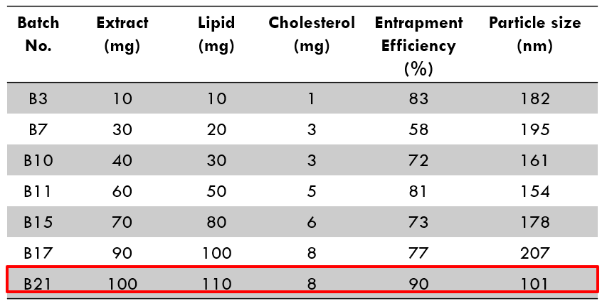 Batch No. Extract (mg) Lipid (mg) Cholesterol (mg) Entrapment Efficiency (%) Particle size (nm)
B3 10 10 1 83 182
B7 30 20 3 58 195
B10 40 30 3 72 161
B11 60 50 5 81 154
B15 70 80 6 73 178
B17 90 100 8 77 207
B21 100 110 8 90 101